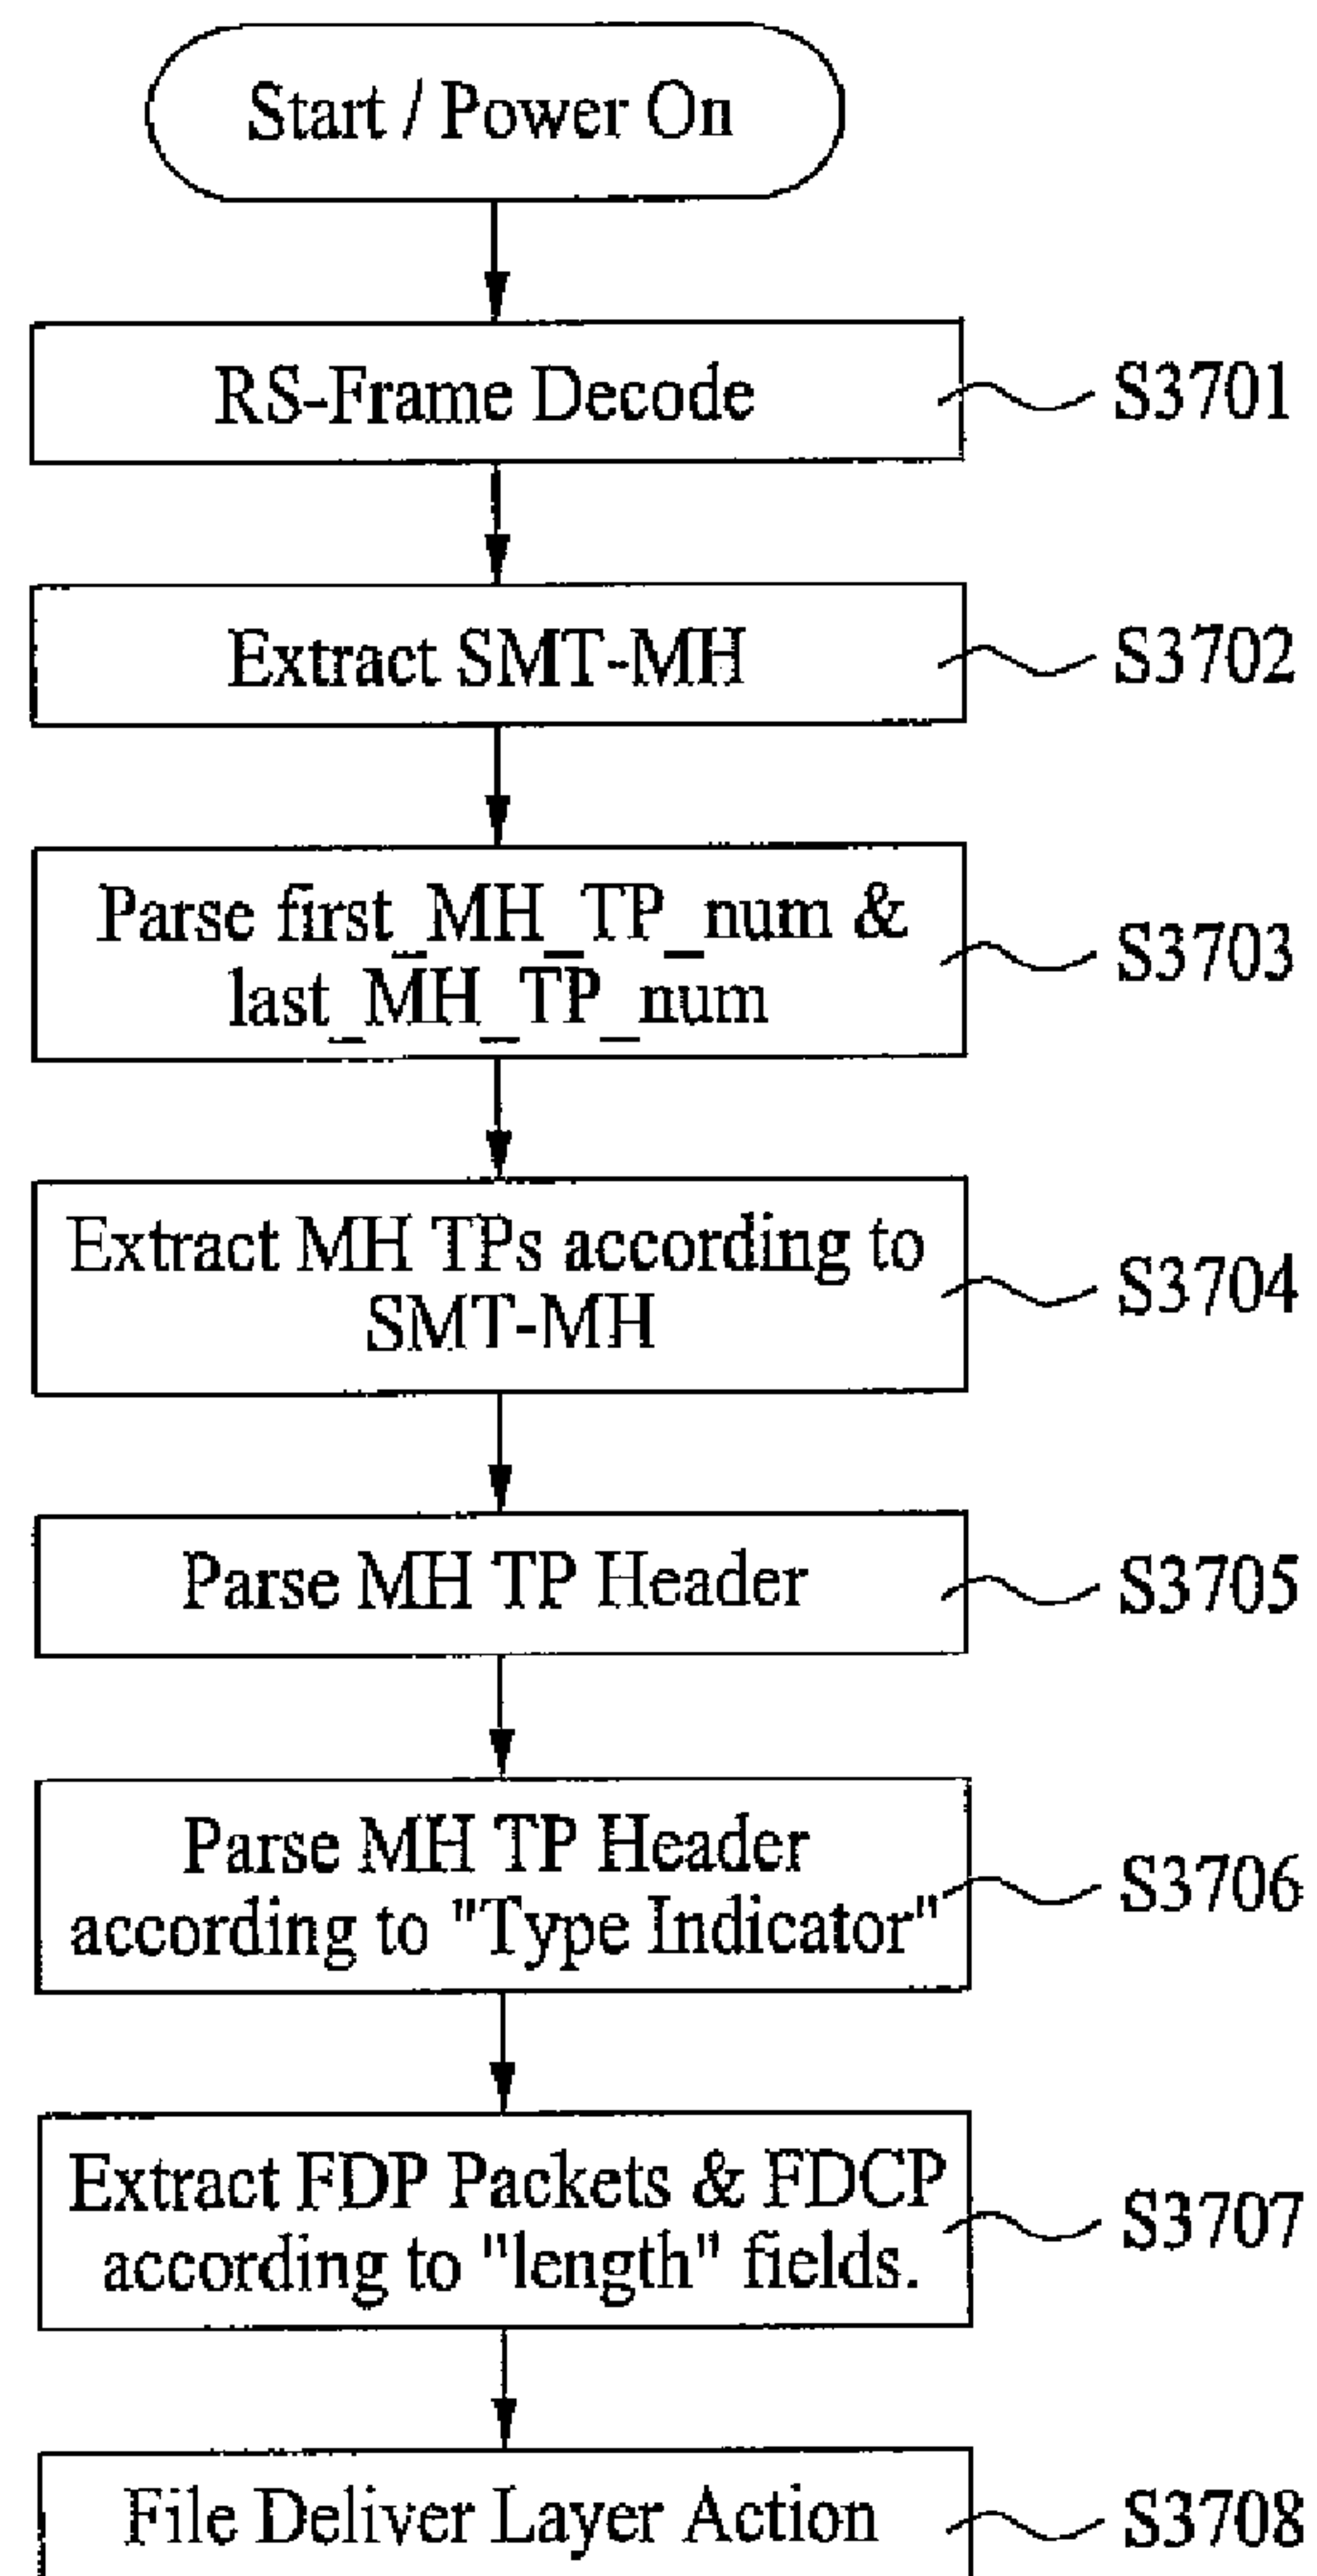 Start / Power On
RS-Frame Decode
S3701
Extract SMT-MH
S3702
Parse first_MH_TP_num &
last_MH_TP_num
S3703
Extract MH TPs according to
SMT-MH
S3704
Parse MH TP Header
S3705
Parse MH TP Header
according to "Type Indicator"
S3706
Extract FDP Packets & FDCP
according to "length" fields.
S3707
File Deliver Layer Action
S3708